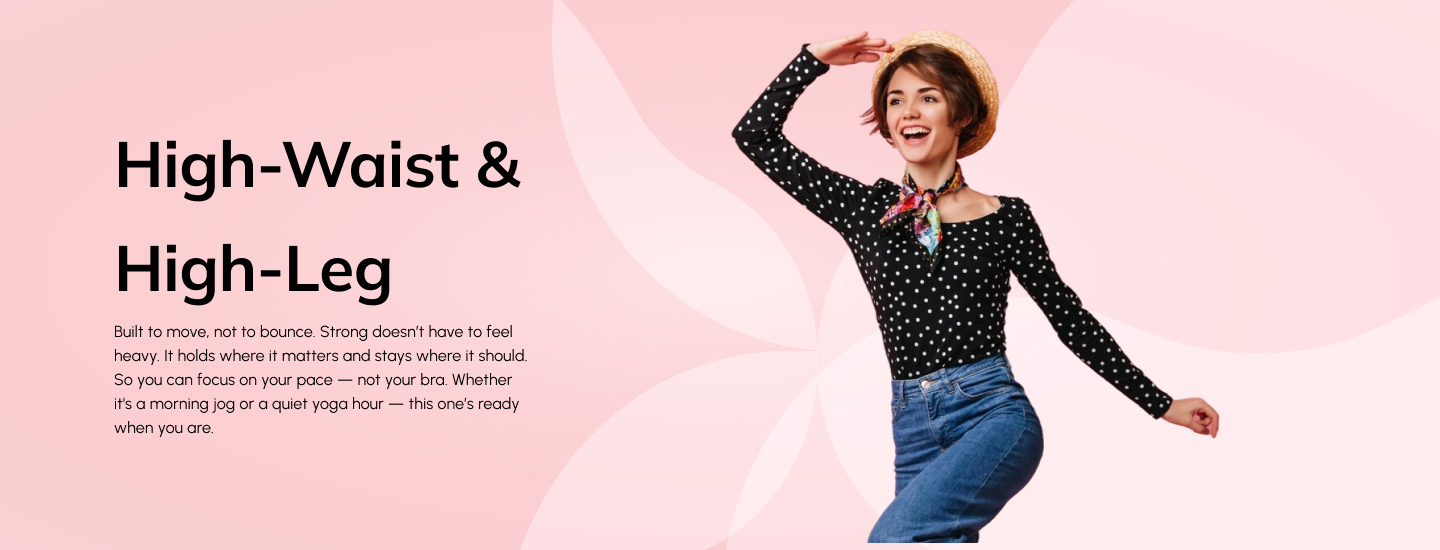 High-Waist &
High-Leg
Built to move, not to bounce. Strong doesn’t have to feel
heavy. It holds where it matters and stays where it should.
So you can focus on your pace — not your bra. Whether
it's a morning jog or a quiet yoga hour — this one’s ready
when you are.